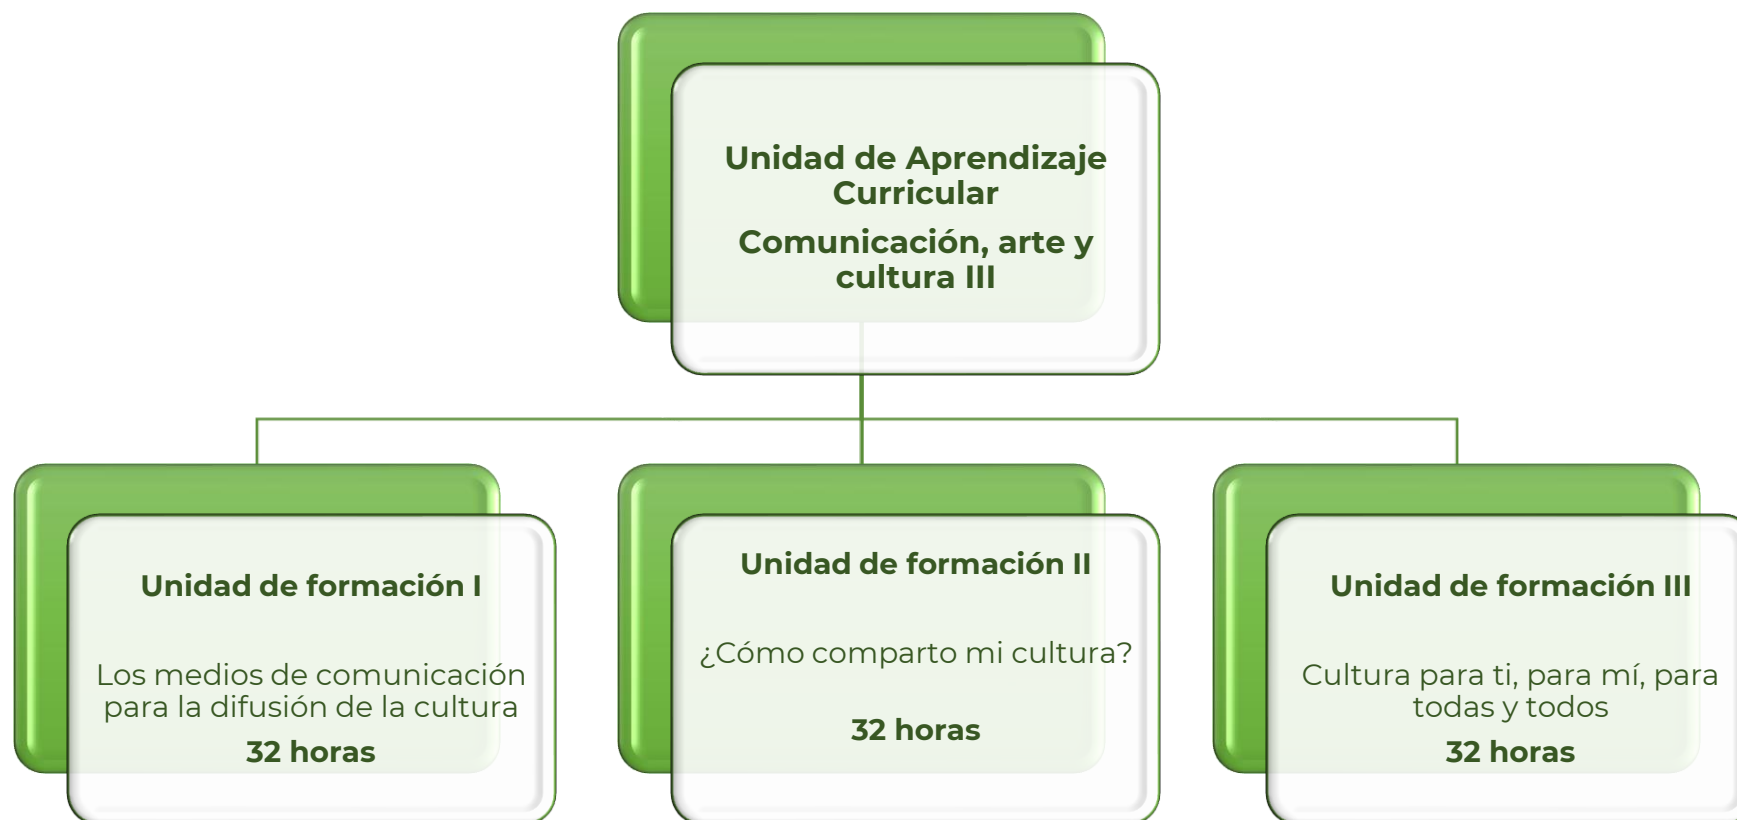 Unidad de Aprendizaje
Curricular
Comunicación, arte y
cultura III
Unidad de formación I
Los medios de comunicación
para la difusión de la cultura
32 horas
Unidad de formación II
¿Cómo comparto mi cultura?
32 horas
Unidad de formación III
Cultura para ti, para mí, para
todas y todos
32 horas